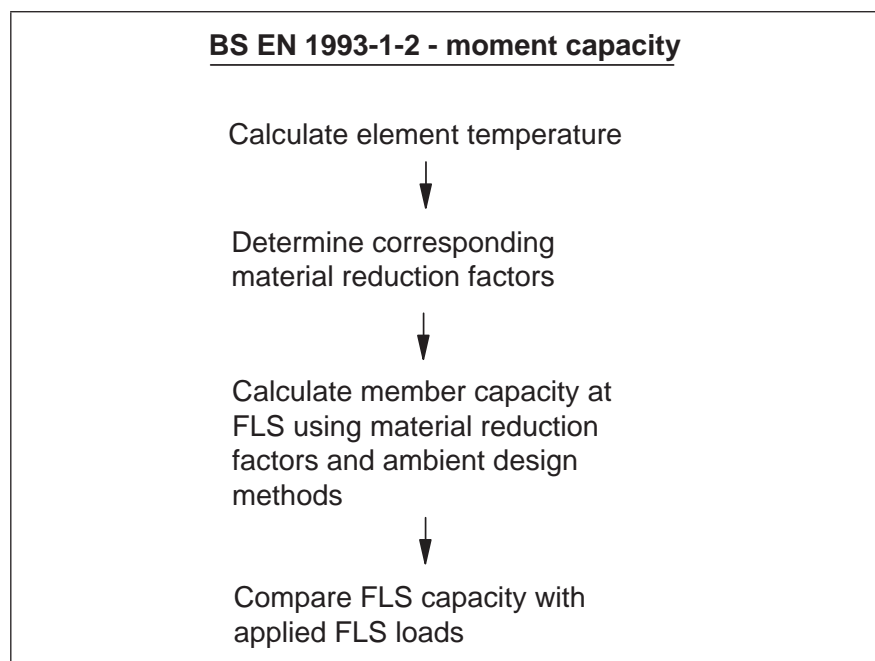 BS EN 1993-1-2 - moment capacity
Calculate element temperature
Determine corresponding
material reduction factors
Calculate member capacity at
FLS using material reduction
factors and ambient design
methods
Compare FLS capacity with
applied FLS loads